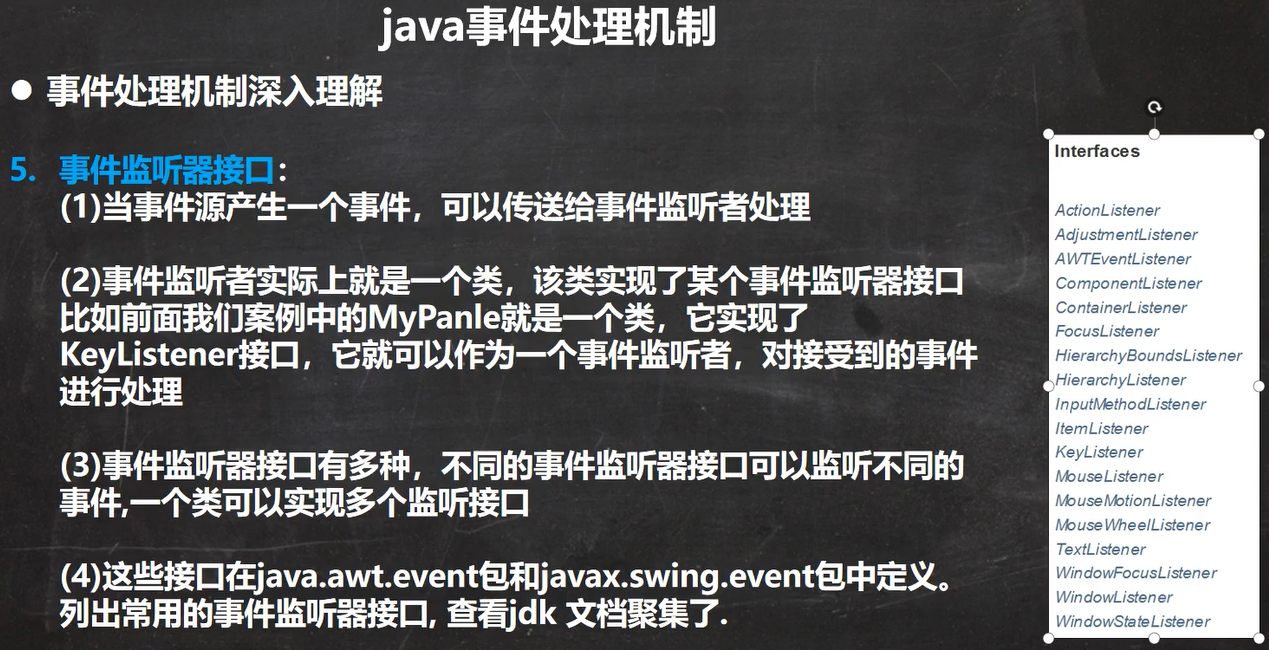 java事件处理机制
● 事件处理机制深入理解
5. 事件监听器接口：
(1)当事件源产生一个事件，可以传送给事件监听者处理
(2)事件监听者实际上就是一个类，该类实现了某个事件监听器接口
比如前面我们案例中的MyPanle就是一个类，它实现了
KeyListener接口，它就可以作为一个事件监听者，对接受到的事件
进行处理
(3)事件监听器接口有多种，不同的事件监听器接口可以监听不同的
事件,一个类可以实现多个监听接口
(4)这些接口在java.awt.event包和javax.swing.event包中定义。
列出常用的事件监听器接口, 查看jdk 文档聚集了.
Interfaces
ActionListener
AdjustmentListener
AWTEventListener
ComponentListener
ContainerListener
FocusListener
HierarchyBoundsListener
HierarchyListener
InputMethodListener
ItemListener
KeyListener
MouseListener
MouseMotionListener
MouseWheelListener
TextListener
WindowFocusListener
WindowListener
WindowStateListener